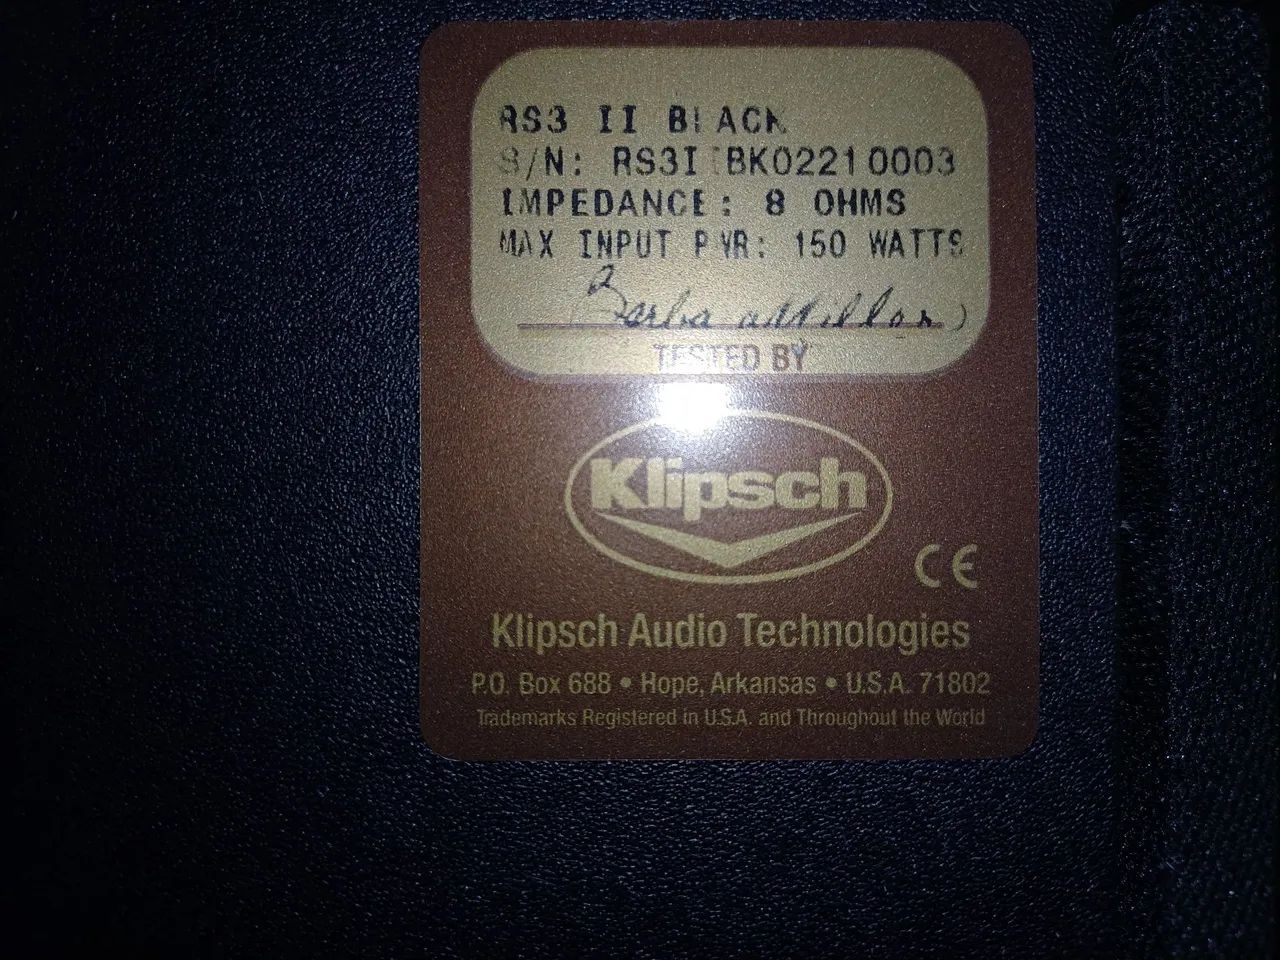 RS3 II BLACK
S/N: RS3IIBK02210003
IMPEDANCE: 8 OHMS
MAX INPUT PWR: 150 WATTS
Barba
TESTED BY
Klipsch
CE
Klipsch Audio Technologies
P.O. Box 688 • Hope, Arkansas • U.S.A. 71802
Trademarks Registered in U.S.A. and Throughout the World